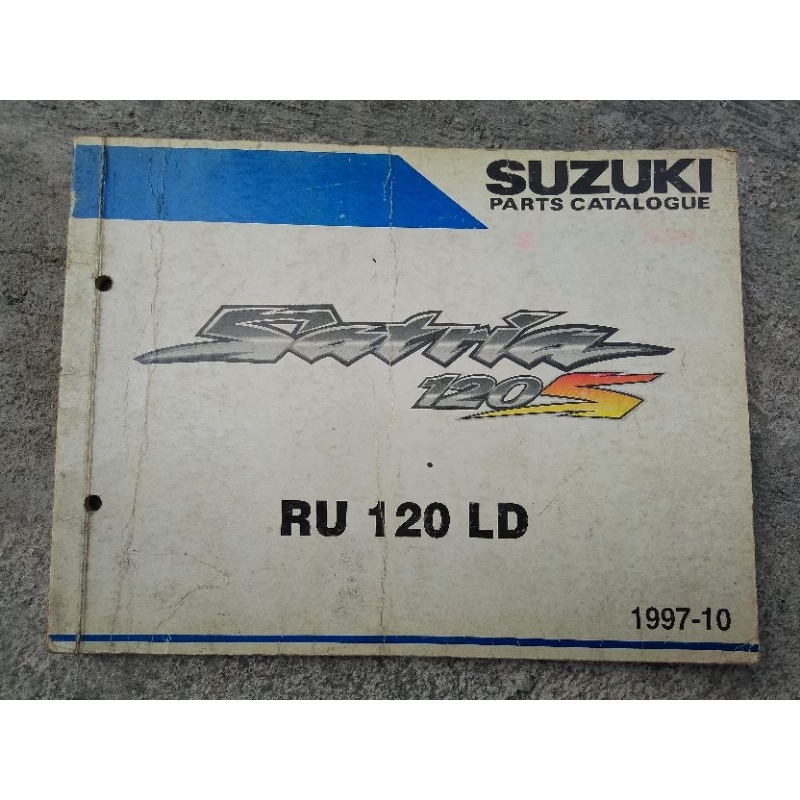 SUZUKI
PARTS CATALOGUE
Satria
120S
RU 120 LD
1997-10